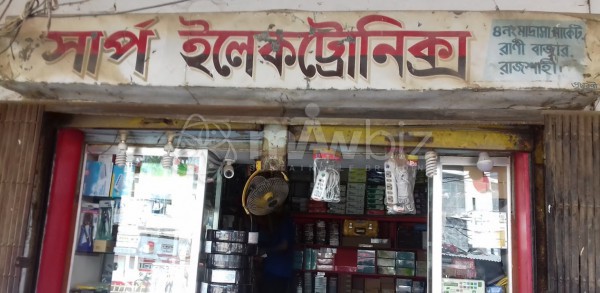 সার্প ইলেকট্রোনিক্স
৪নং মাদ্রাসা মার্কেট,
রাণী বাজার
রাজশাহী।